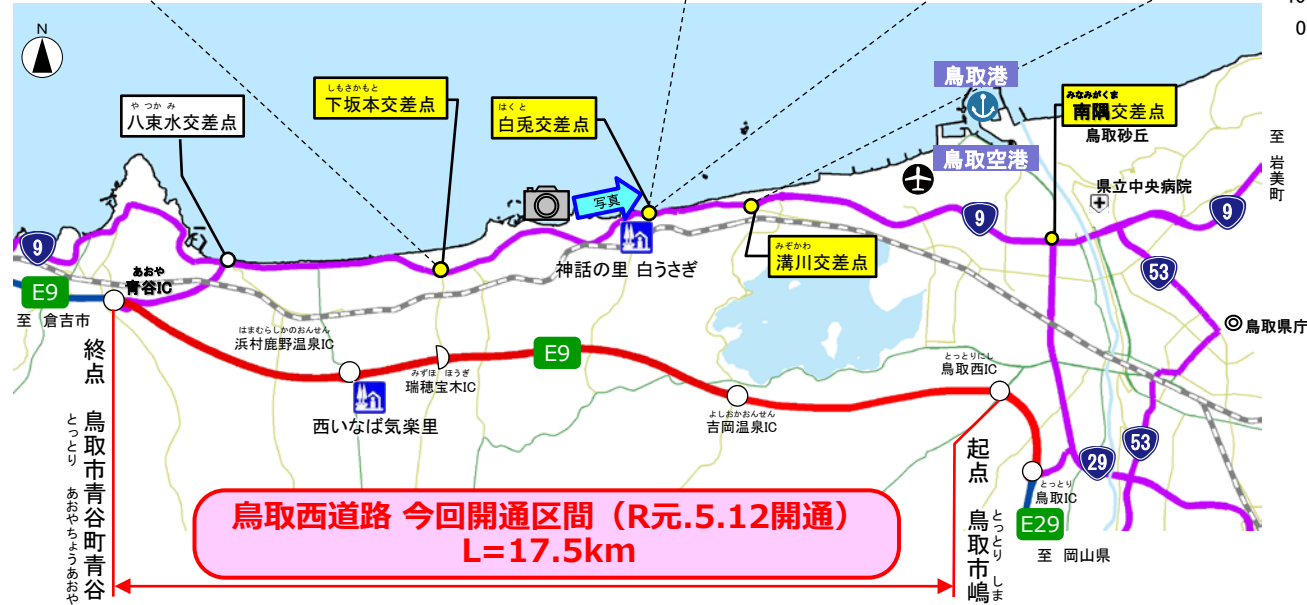 0
N
やつかみ
八束水交差点
しもさかもと
下坂本交差点
はくと
白兎交差点
写真
鳥取港
鳥取空港
みなみがくま
南隅交差点
鳥取砂丘
県立中央病院
至 岩美町
9
9
9
神話の里 白うさぎ
みぞかわ
溝川交差点
53
鳥取県庁
E9
至 倉吉市
あおや
青谷IC
はまむらしかのおんせん
浜村鹿野温泉IC
みずほ ほうぎ
瑞穂宝木IC
E9
西いなば気楽里
よしおかおんせん
吉岡温泉IC
とっとりにし
鳥取西IC
とっとり
鳥取IC
29
53
E29
至 岡山県
終点 鳥取市青谷町青谷
とっとり あおやちょうあおや
起点 鳥取市嶋
とっとり しま
鳥取西道路 今回開通区間（R元.5.12開通）
L=17.5km